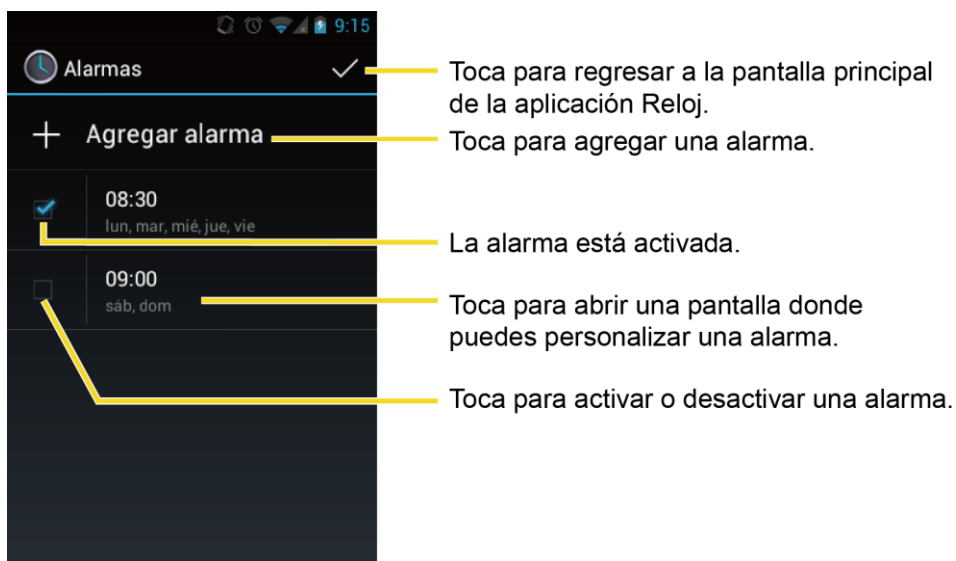 9:15
Alarmas
Toca para regresar a la pantalla principal
de la aplicación Reloj.
Agregar alarma
Toca para agregar una alarma.
08:30
lun, mar, mié, jue, vie
La alarma está activada.
09:00
sáb, dom
Toca para abrir una pantalla donde
puedes personalizar una alarma.
Toca para activar o desactivar una alarma.